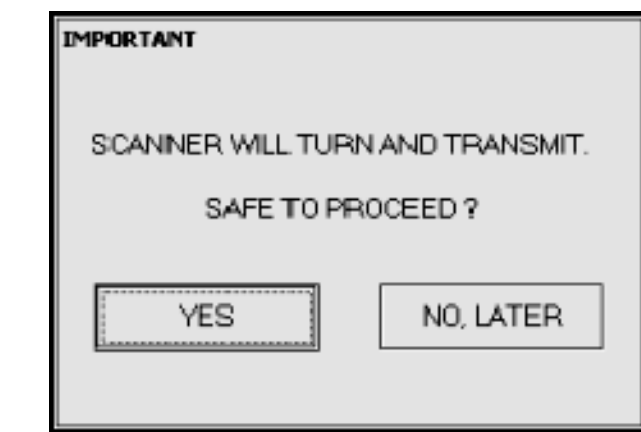 IMPORTANT
SCANNER WILL TURN AND TRANSMIT.
SAFE TO PROCEED ?
YES
NO, LATER